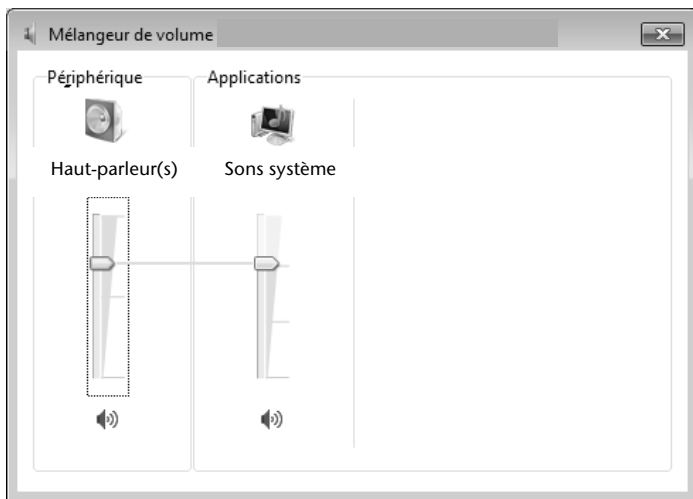 Mélangeur de volume
Périphérique
Applications
Haut-parleur(s)
Sons système